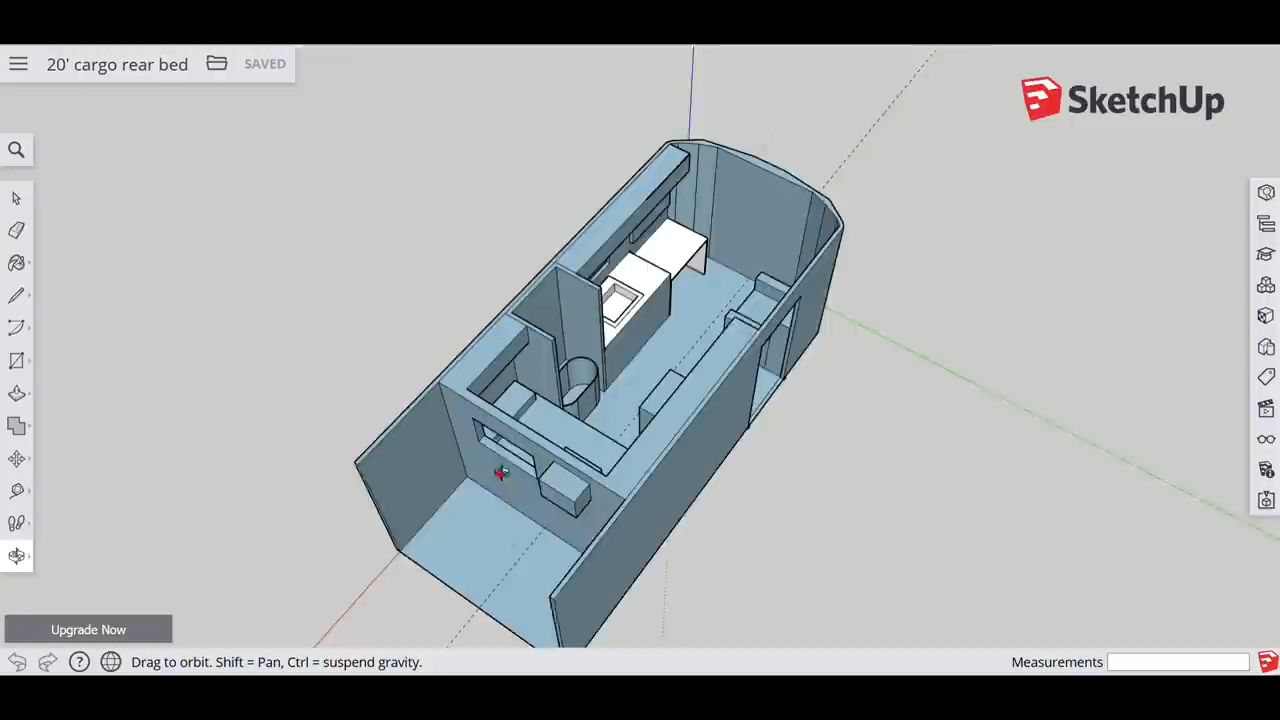 20' cargo rear bed
SAVED
SketchUp
Upgrade Now
Drag to orbit. Shift = Pan, Ctrl = suspend gravity.
Measurements